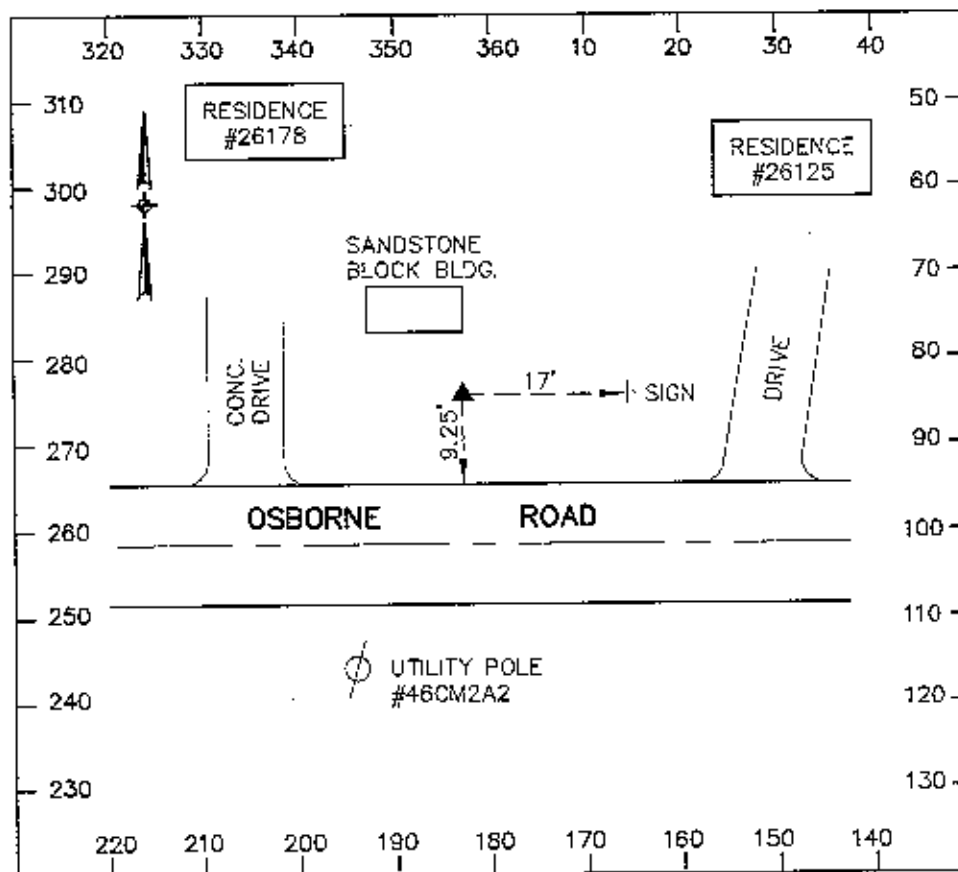 320 330 340 350 360 10 20 30 40
310
300
290
280
270
260
250
240
230
50
60
70
80
90
100
110
120
130
RESIDENCE
#26178
RESIDENCE
#26125
SANDSTONE
BLOCK BLDG.
CONC.
DRIVE
17'
SIGN
9.25'
DRIVE
OSBORNE ROAD
UTILITY POLE
#46CM2A2
220 210 200 190 180 170 160 150 140